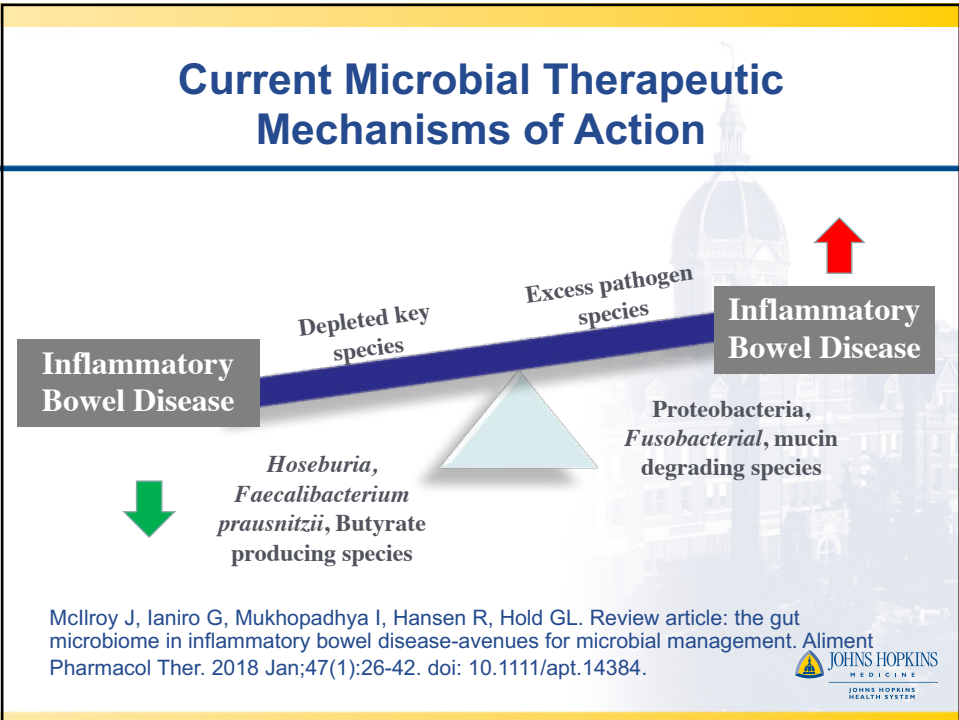 Current Microbial Therapeutic
Mechanisms of Action
Depleted key
species
Excess pathogen
species
Inflammatory
Bowel Disease
Inflammatory
Bowel Disease
Hoseburia,
Faecalibacterium
prausnitzii, Butyrate
producing species
Proteobacteria,
Fusobacterial, mucin
degrading species
McIlroy J, Ianiro G, Mukhopadhya I, Hansen R, Hold GL. Review article: the gut
microbiome in inflammatory bowel disease-avenues for microbial management. Aliment
Pharmacol Ther. 2018 Jan;47(1):26-42. doi: 10.1111/apt.14384.
JOHNS HOPKINS
MEDICINE
JOHNS HOPKINS
HEALTH SYSTEM